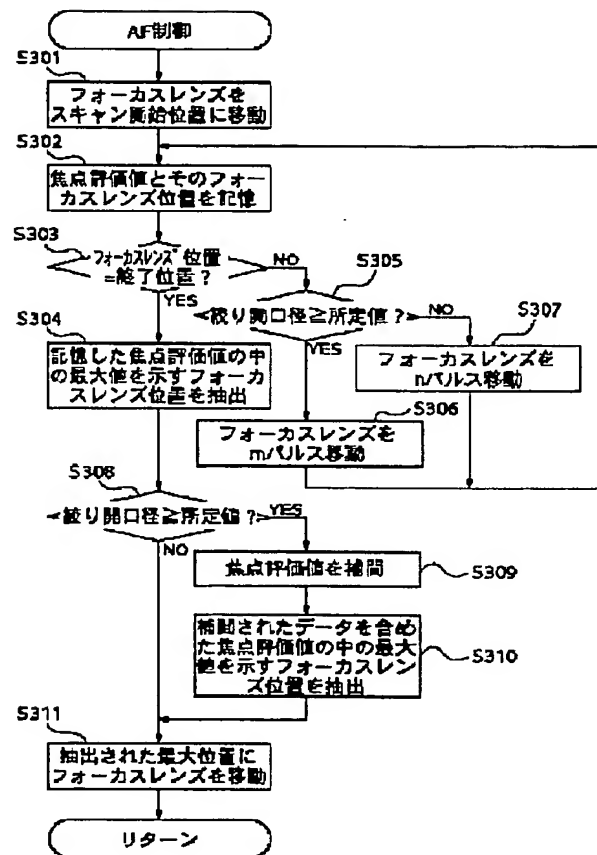 AF制御
S301
フォーカスレンズを
スキャン開始位置に移動
S302
焦点評価値とそのフォー
カスレンズ位置を記憶
S303
フォーカスレンズ位置
=終了位置?
NO
YES
S305
絞り開口径≧所定値?
NO
YES
S307
フォーカスレンズを
nパルス移動
S304
記憶した焦点評価値の中
の最大値を示すフォーカ
スレンズ位置を抽出
S306
フォーカスレンズを
mパルス移動
S308
絞り開口径≧所定値?
YES
NO
焦点評価値を補間
S309
補間されたデータを含め
た焦点評価値の中の最大
値を示すフォーカスレン
ズ位置を抽出
S310
S311
抽出された最大位置に
フォーカスレンズを移動
リターン